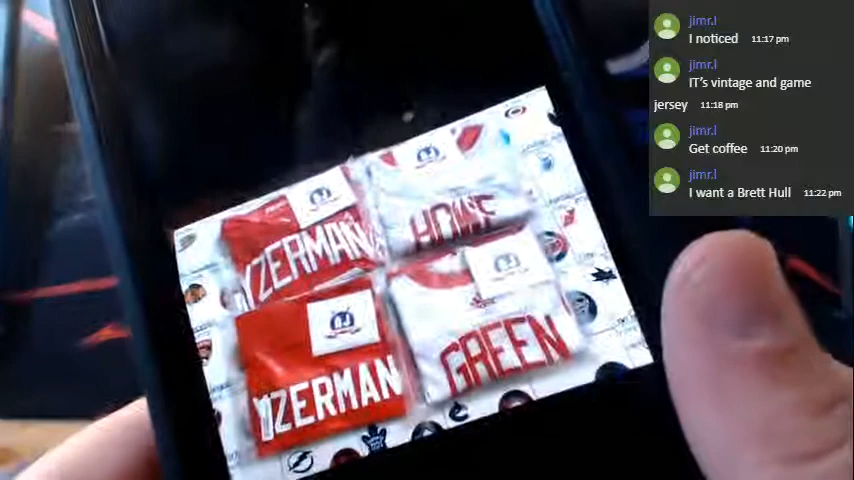 jimr.l
I noticed 11:17 pm
jimr.l
IT's vintage and game
jersey 11:18 pm
jimr.l
Get coffee 11:20 pm
jimr.l
I want a Brett Hull 11:22 pm
YZERMAN
HOWE
YZERMAN
GREEN